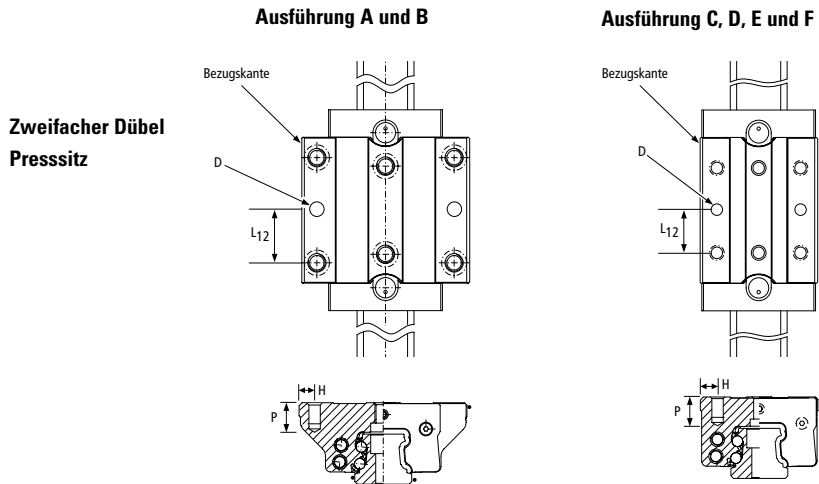 Ausführung A und B
Ausführung C, D, E und F
Zweifacher Dübel
Presssitz
Bezugskante
D
L12
H
P
Bezugskante
D
L12
H
P